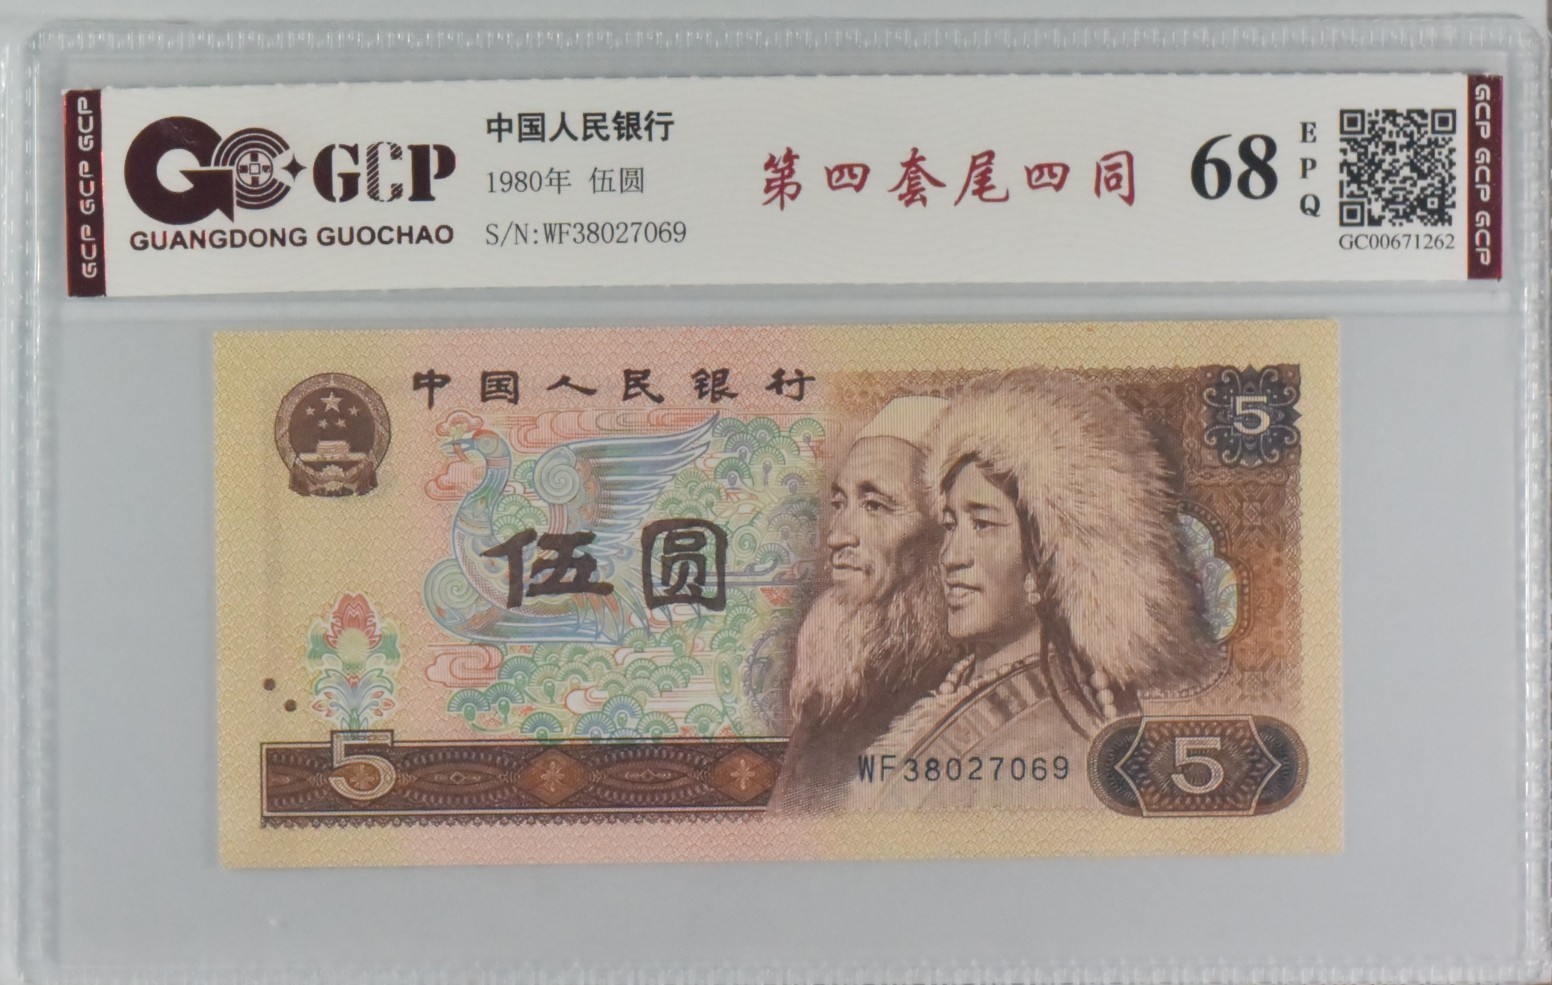 GCP GCP GCP
GCP
GUANGDONG GUOCHAO
中国人民银行
1980年 伍圆
S/N:WF38027069
第四套尾四同
68
EPQ
GC00671262
GCP GCP GCP
中国人民银行
5
伍圆
5
WF38027069
5